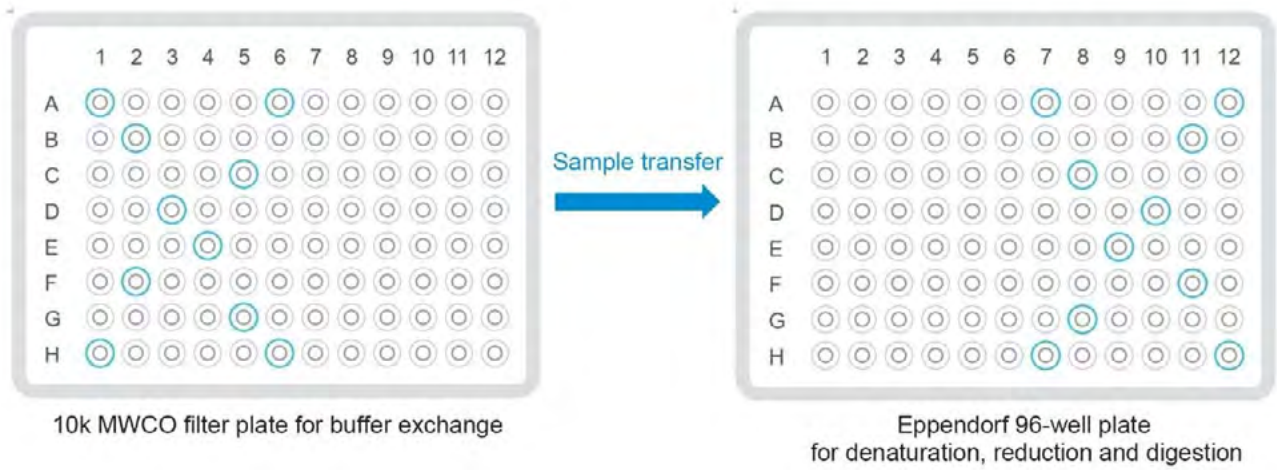 1 2 3 4 5 6 7 8 9 10 11 12
A
B
C
D
E
F
G
H
10k MWCO filter plate for buffer exchange
Sample transfer
1 2 3 4 5 6 7 8 9 10 11 12
A
B
C
D
E
F
G
H
Eppendorf 96-well plate
for denaturation, reduction and digestion